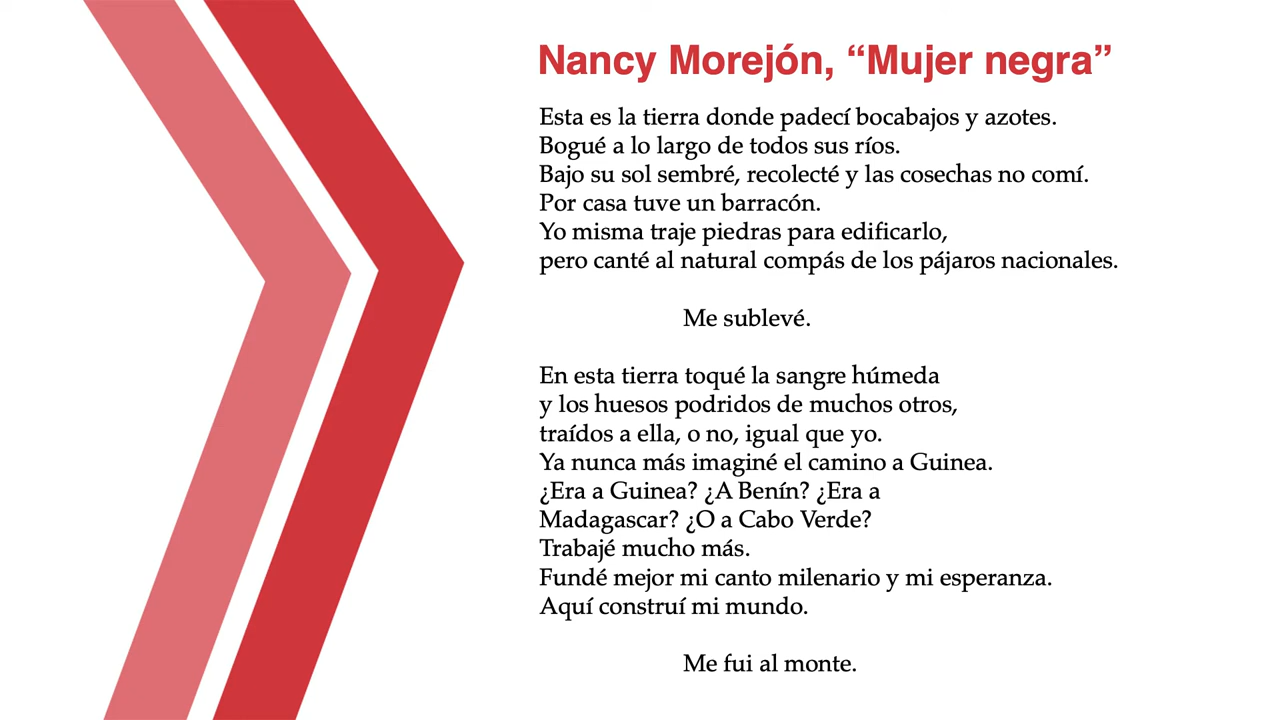 Nancy Morejón, “Mujer negra”
Esta es la tierra donde padecí bocabajos y azotes.
Bogué a lo largo de todos sus ríos.
Bajo su sol sembré, recolecté y las cosechas no comí.
Por casa tuve un barracón.
Yo misma traje piedras para edificarlo,
pero canté al natural compás de los pájaros nacionales.
Me sublevé.
En esta tierra toqué la sangre húmeda
y los huesos podridos de muchos otros,
traídos a ella, o no, igual que yo.
Ya nunca más imaginé el camino a Guinea.
¿Era a Guinea? ¿A Benín? ¿Era a
Madagascar? ¿O a Cabo Verde?
Trabajé mucho más.
Fundé mejor mi canto milenario y mi esperanza.
Aquí construí mi mundo.
Me fui al monte.